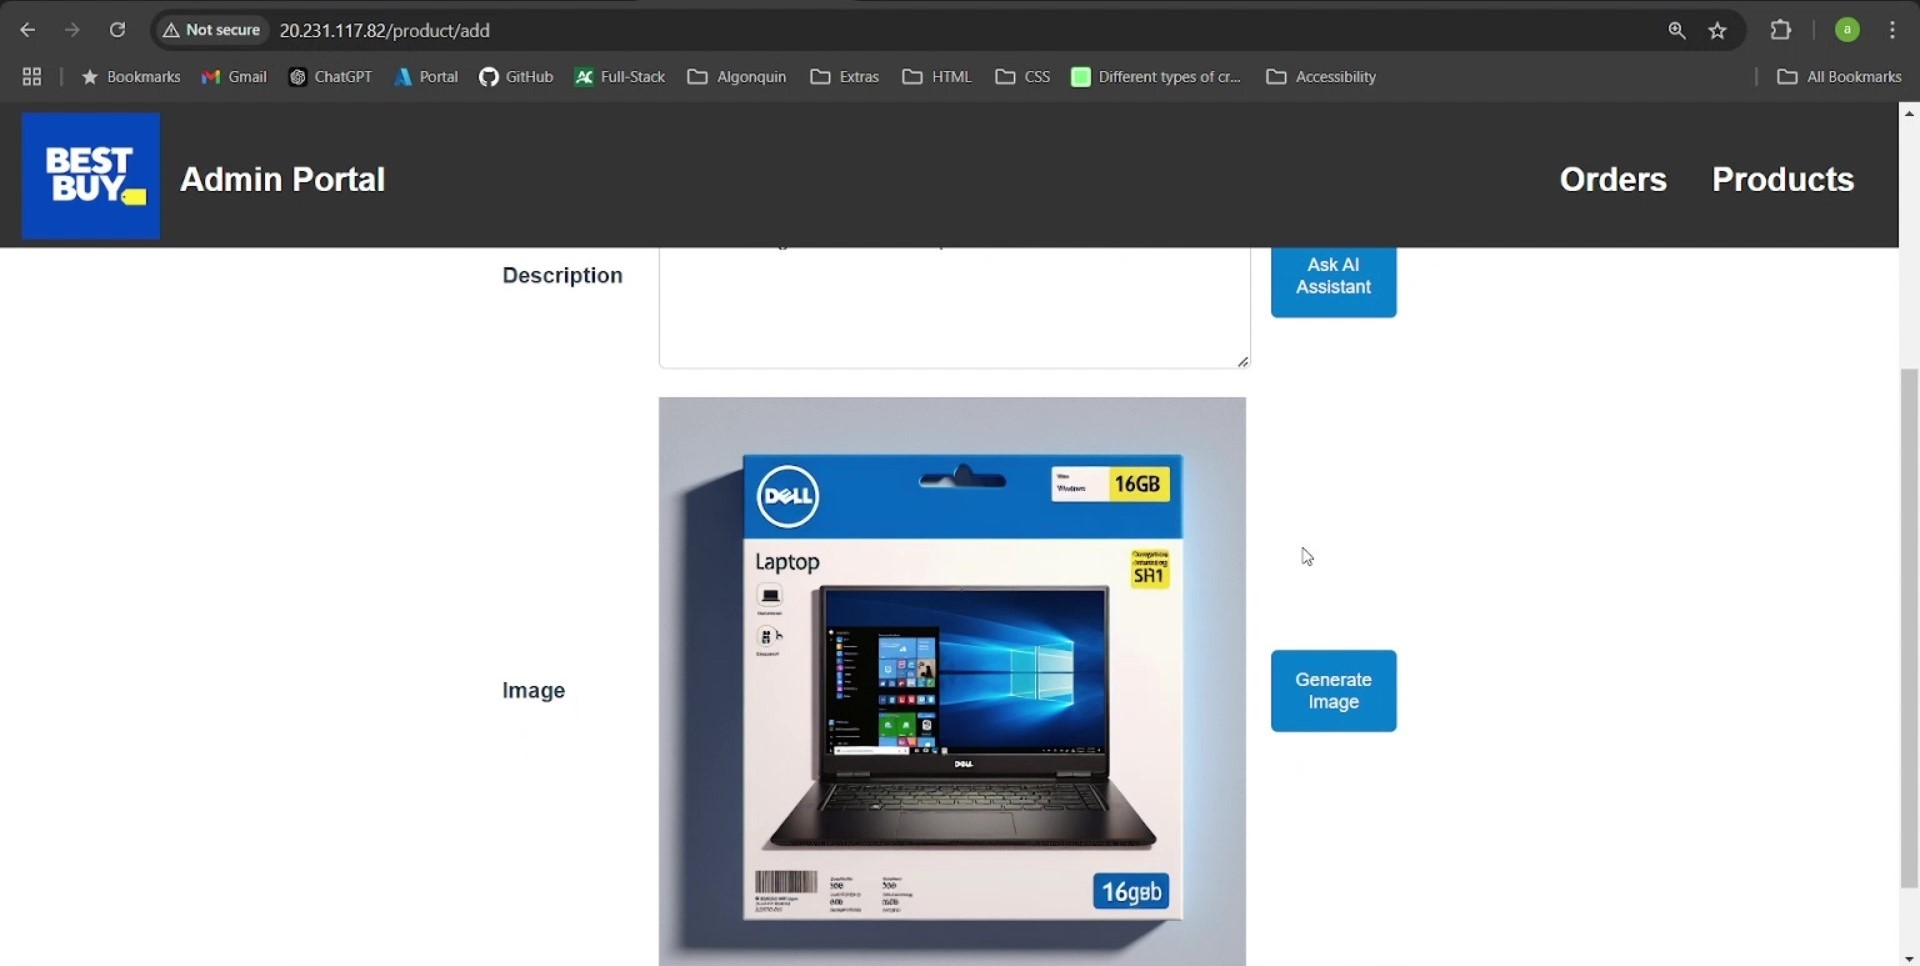 Not secure
20.231.117.82/product/add
a
Bookmarks
Gmail
ChatGPT
Portal
GitHub
Full-Stack
Algonquin
Extras
HTML
CSS
Different types of cr...
Accessibility
All Bookmarks
BEST
BUY
Admin Portal
Orders
Products
Description
Ask AI
Assistant
DELL
Windows
16GB
Laptop
SH1
DELL
16gbb
Image
Generate
Image